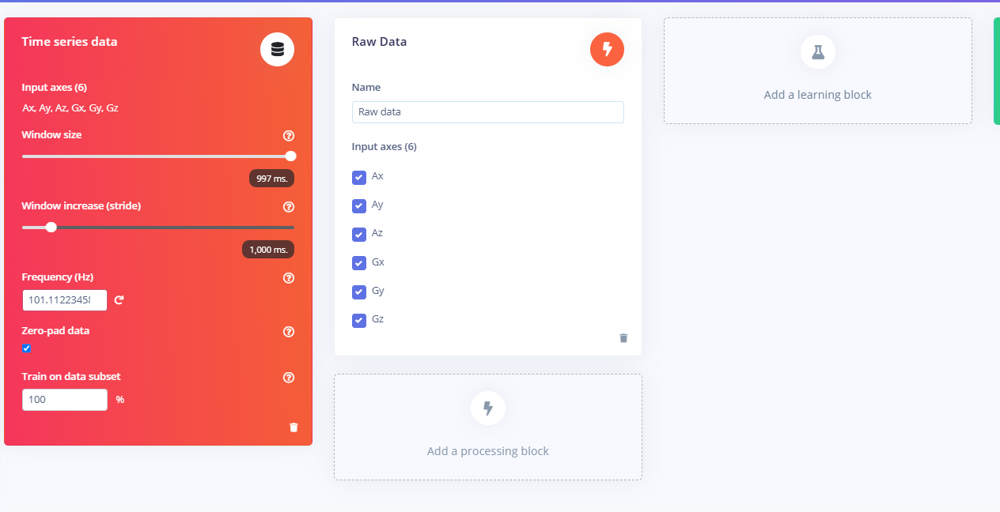 Time series data
Input axes (6)
Ax, Ay, Az, Gx, Gy, Gz
Window size
997 ms.
Window increase (stride)
1,000 ms.
Frequency (Hz)
101.11223458
Zero-pad data
Train on data subset
100 %
Raw Data
Name
Raw data
Input axes (6)
Ax
Ay
Az
Gx
Gy
Gz
Add a processing block
Add a learning block